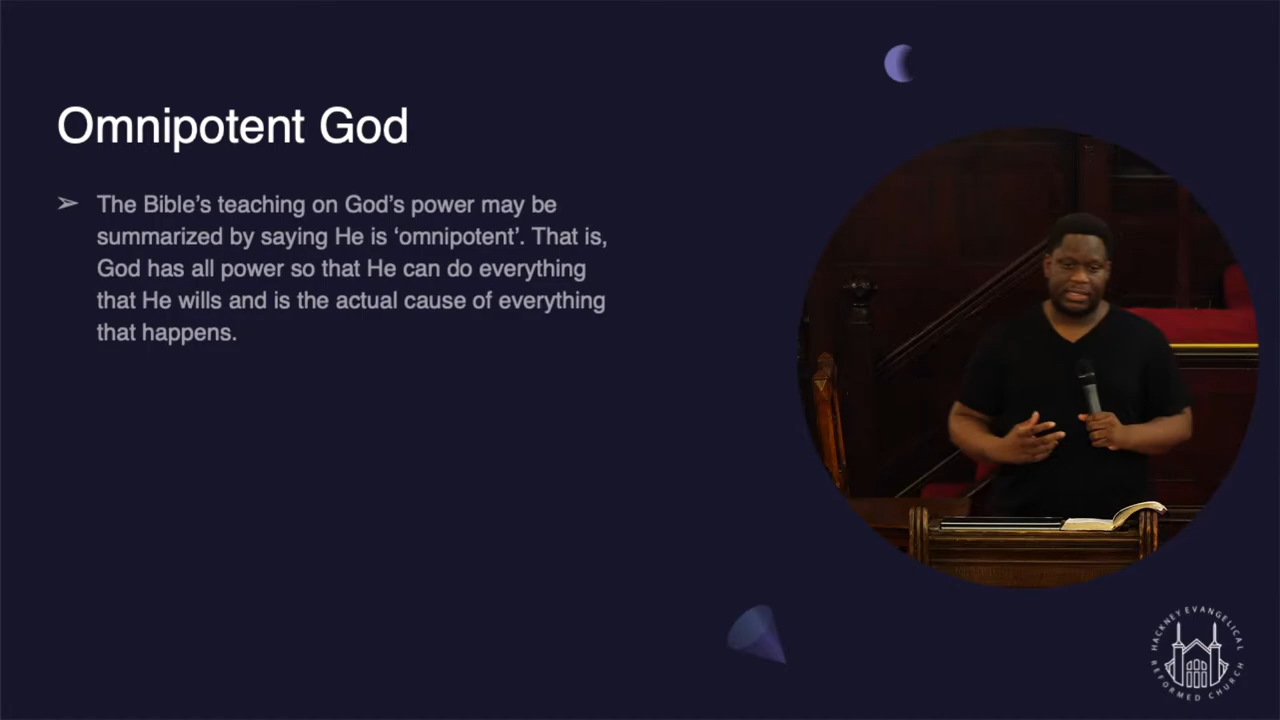 Omnipotent God
➢ The Bible’s teaching on God’s power may be
summarized by saying He is ‘omnipotent’. That is,
God has all power so that He can do everything
that He wills and is the actual cause of everything
that happens.
HACKNEY EVANGELICAL
REFORMED CHURCH